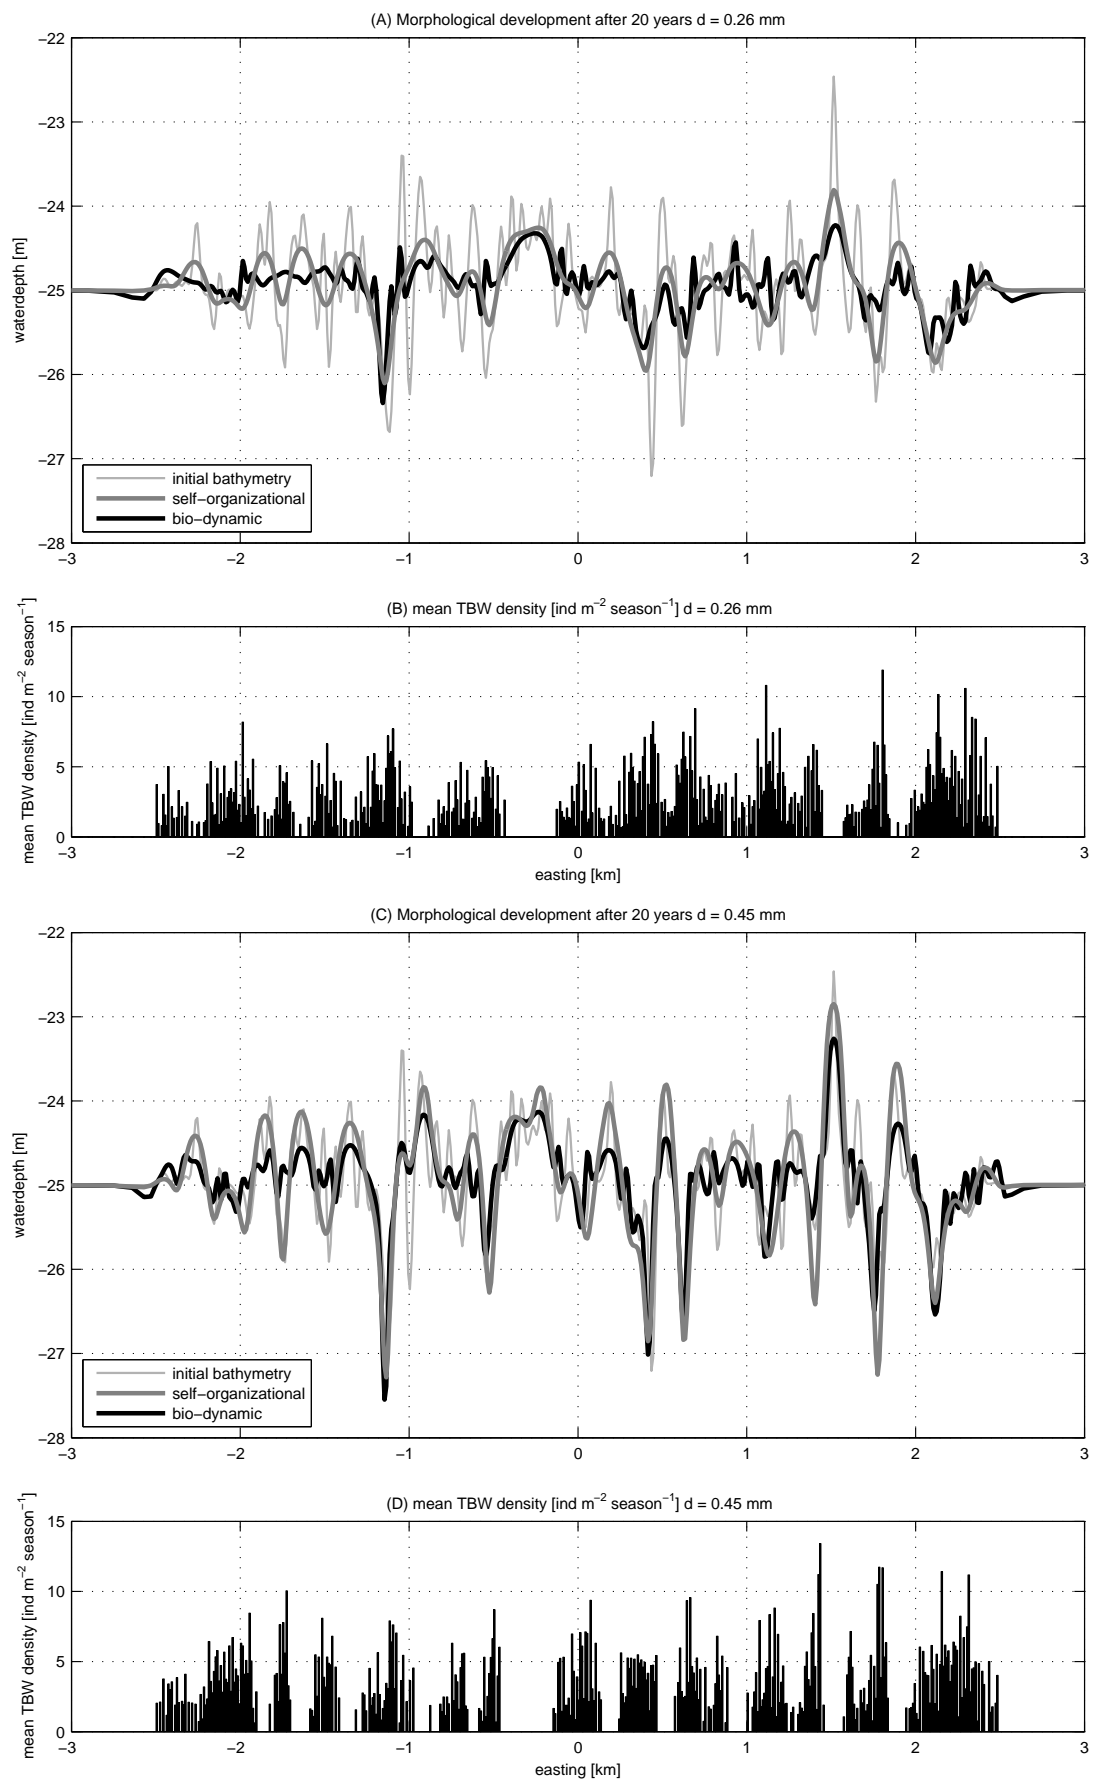 (A) Morphological development after 20 years d = 0.26 mm
−22
−23
−24
−25
−26
−27
−28
waterdepth [m]
initial bathymetry
self−organizational
bio−dynamic
−3 −2 −1 0 1 2 3
(B) mean TBW density [ind m⁻² season⁻¹] d = 0.26 mm
15
10
5
0
mean TBW density [ind m⁻² season⁻¹]
−3 −2 −1 0 1 2 3
easting [km]
(C) Morphological development after 20 years d = 0.45 mm
−22
−23
−24
−25
−26
−27
−28
waterdepth [m]
initial bathymetry
self−organizational
bio−dynamic
−3 −2 −1 0 1 2 3
(D) mean TBW density [ind m⁻² season⁻¹] d = 0.45 mm
15
10
5
0
mean TBW density [ind m⁻² season⁻¹]
−3 −2 −1 0 1 2 3
easting [km]